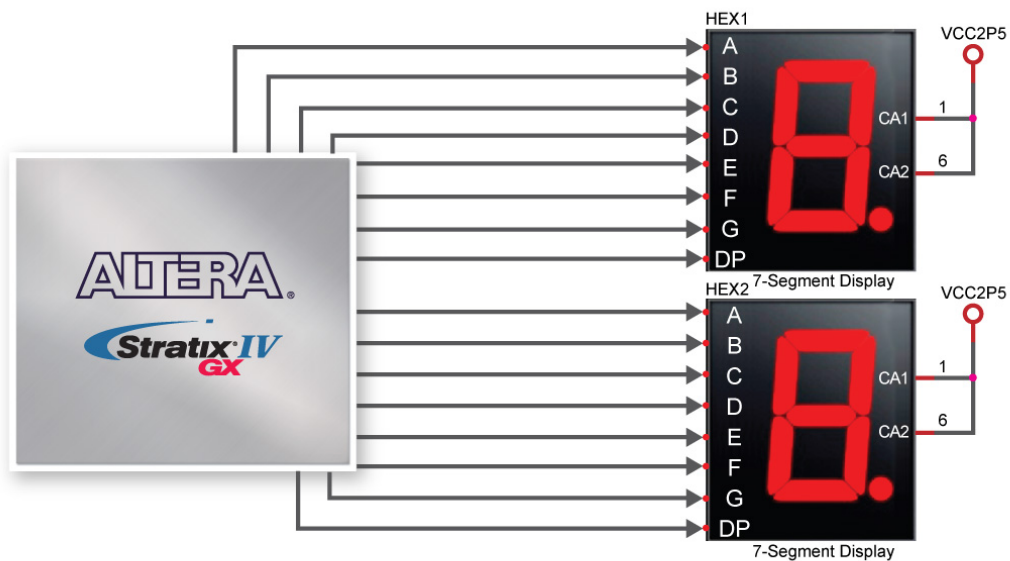 HEX1
VCC2P5
A
B
C
D
E
F
G
DP
CA1
1
CA2
6
7-Segment Display
ALTERA®
Stratix® IV
GX
HEX2
VCC2P5
A
B
C
D
E
F
G
DP
CA1
1
CA2
6
7-Segment Display